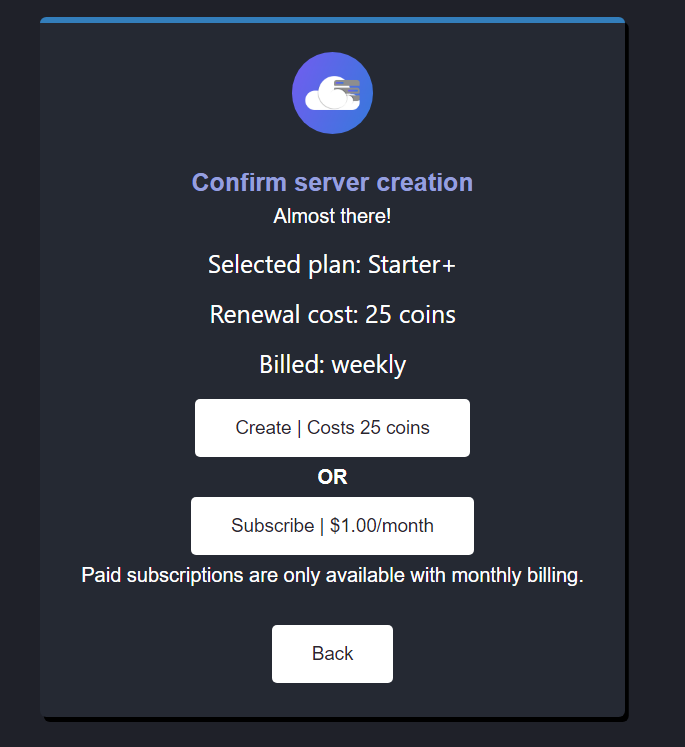 Confirm server creation
Almost there!
Selected plan: Starter+
Renewal cost: 25 coins
Billed: weekly
Create | Costs 25 coins
OR
Subscribe | $1.00/month
Paid subscriptions are only available with monthly billing.
Back